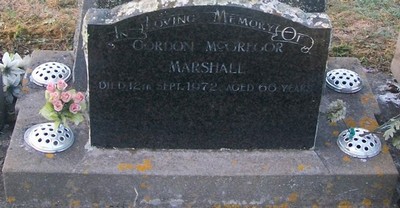 In Loving Memory Of
GORDON MCGREGOR
MARSHALL
DIED 12TH SEPT. 1972. AGED 66 YEARS